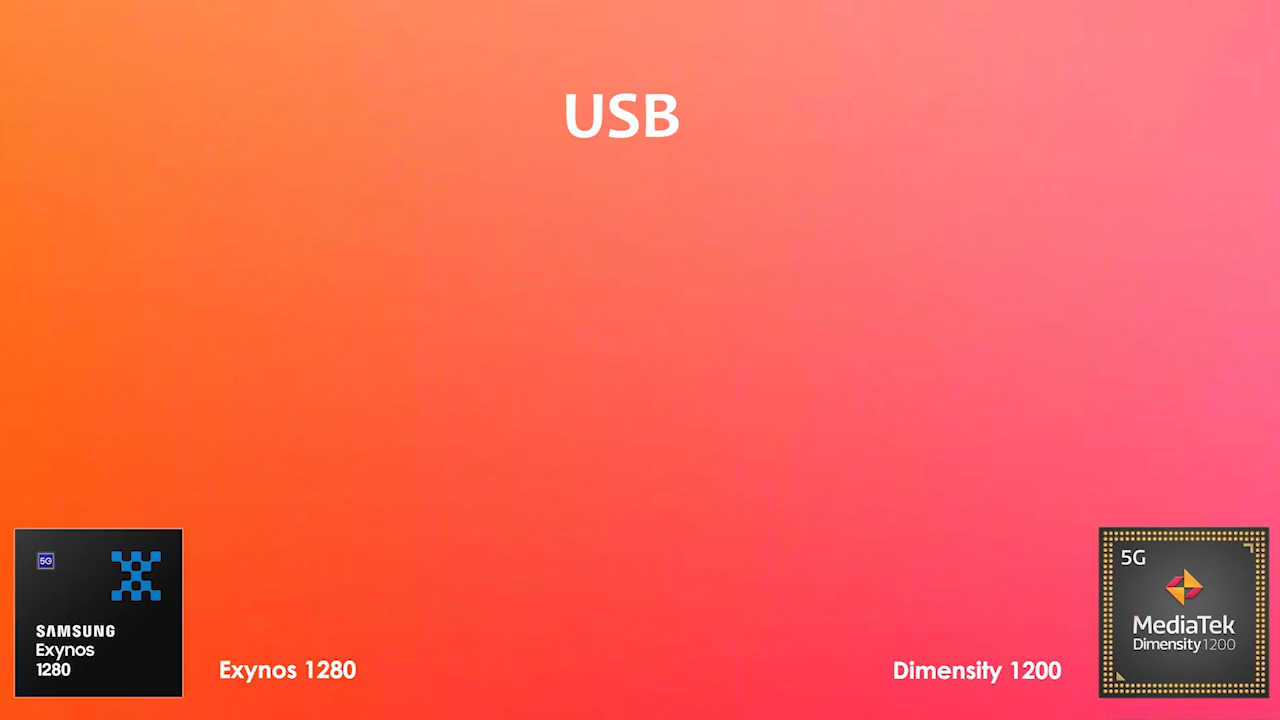 USB
5G
SAMSUNG
Exynos
1280
Exynos 1280
Dimensity 1200
5G
MediaTek
Dimensity 1200